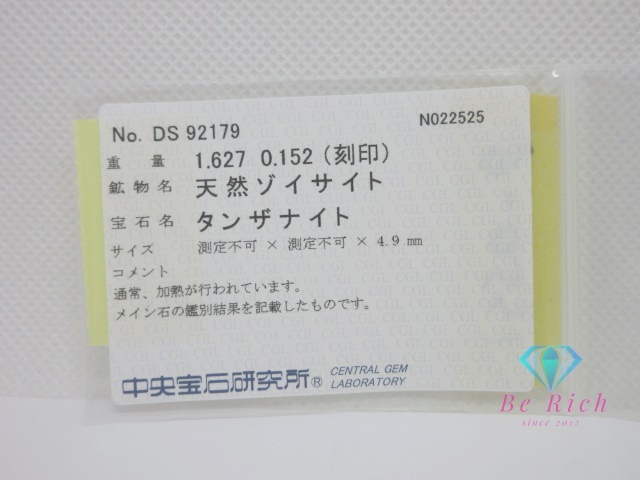 No. DS 92179
N022525
重量 1.627 0.152 (刻印)
鉱物名 天然ゾイサイト
宝石名 タンザナイト
サイズ 測定不可 × 測定不可 × 4.9 mm
コメント
通常、加熱が行われています。
メイン石の鑑別結果を記載したものです。
中央宝石研究所® CENTRAL GEM
LABORATORY
Be Rich
since 2012